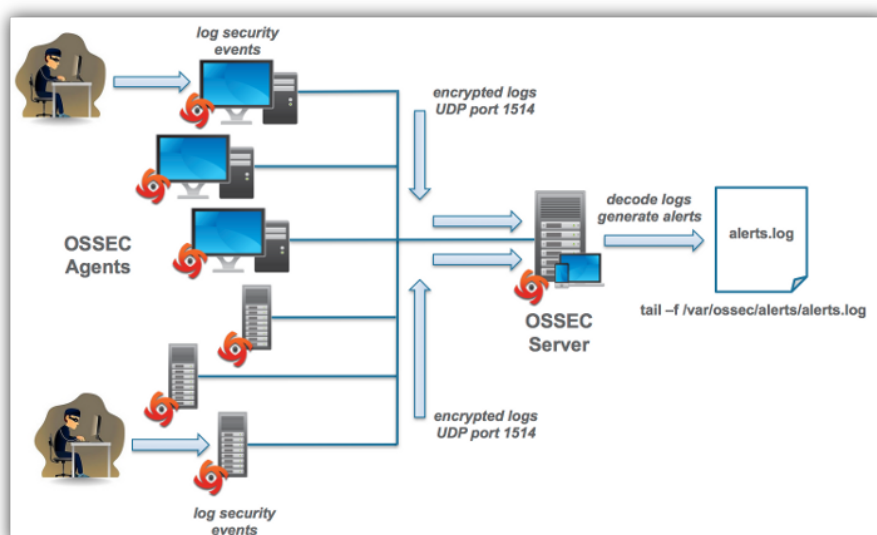 log security
events
encrypted logs
UDP port 1514
decode logs
generate alerts
alerts.log
OSSEC
Agents
tail –f /var/ossec/alerts/alerts.log
OSSEC
Server
encrypted logs
UDP port 1514
log security
events